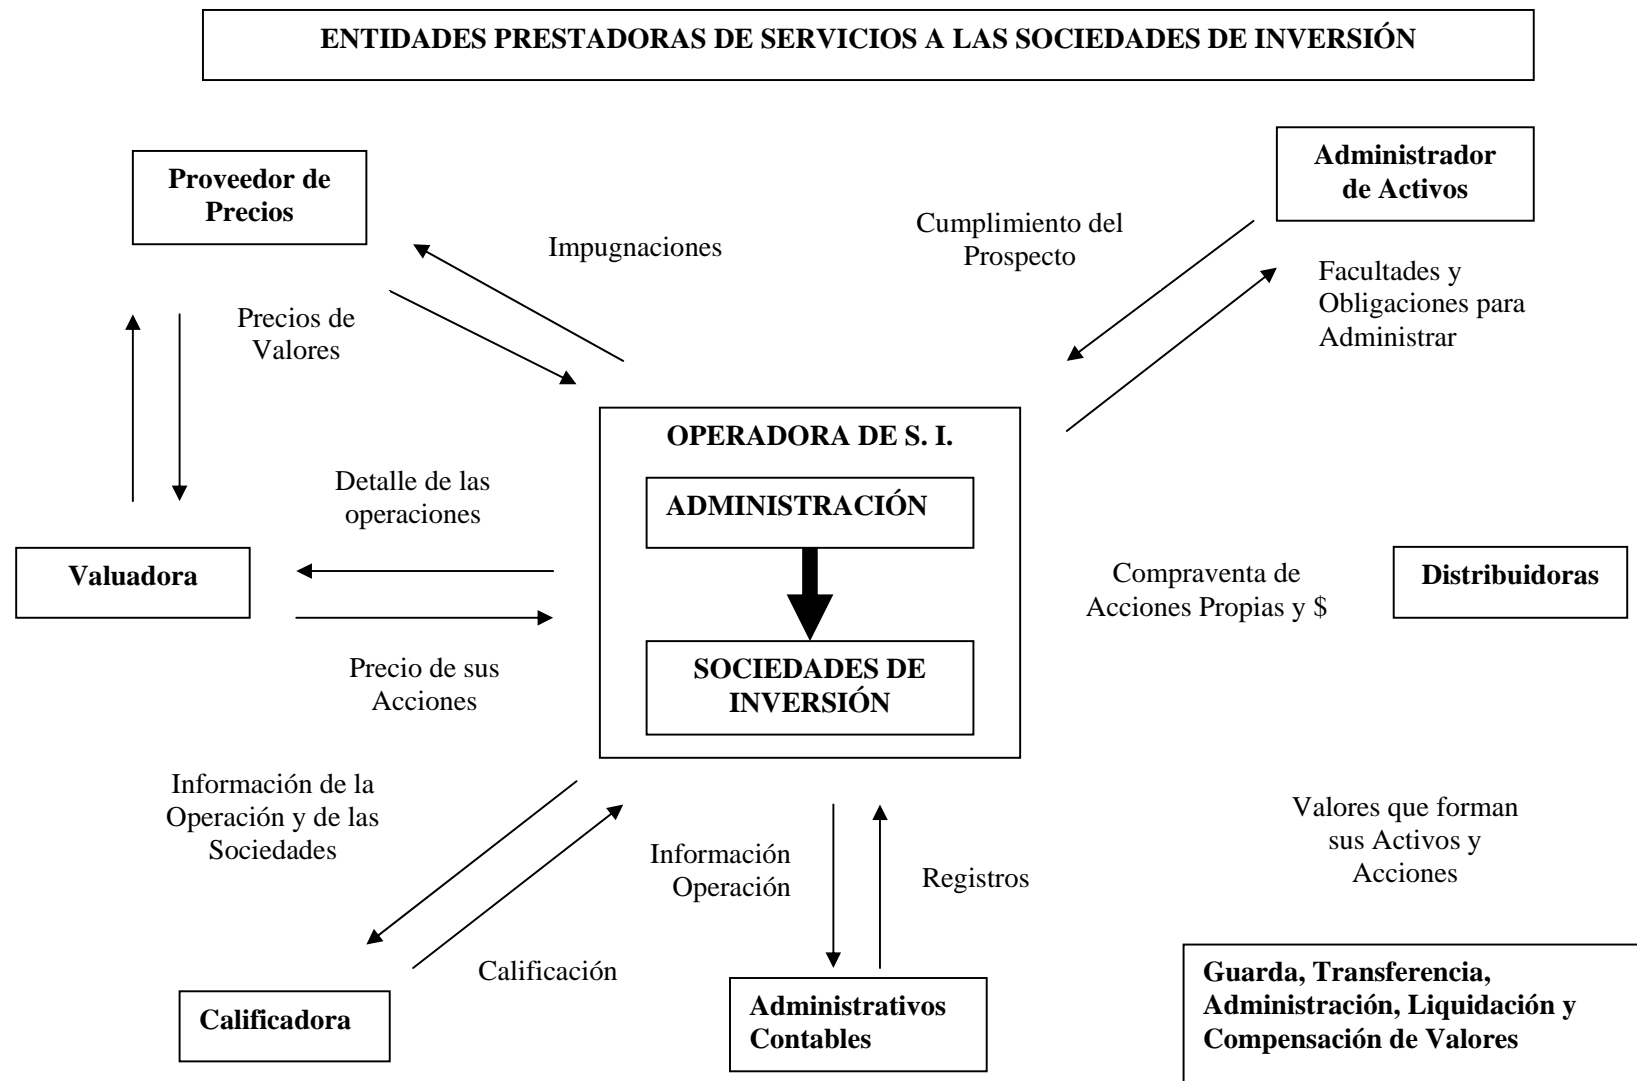 ENTIDADES PRESTADORAS DE SERVICIOS A LAS SOCIEDADES DE INVERSIÓN
Proveedor de
Precios
Administrador
de Activos
Impugnaciones
Cumplimiento del
Prospecto
Facultades y
Obligaciones para
Administrar
Precios de
Valores
OPERADORA DE S. I.
ADMINISTRACIÓN
SOCIEDADES DE
INVERSIÓN
Detalle de las
operaciones
Valuadora
Precio de sus
Acciones
Compraventa de
Acciones Propias y $
Distribuidoras
Información de la
Operación y de las
Sociedades
Información
Operación
Registros
Valores que forman
sus Activos y
Acciones
Calificación
Calificadora
Administrativos
Contables
Guarda, Transferencia,
Administración, Liquidación y
Compensación de Valores